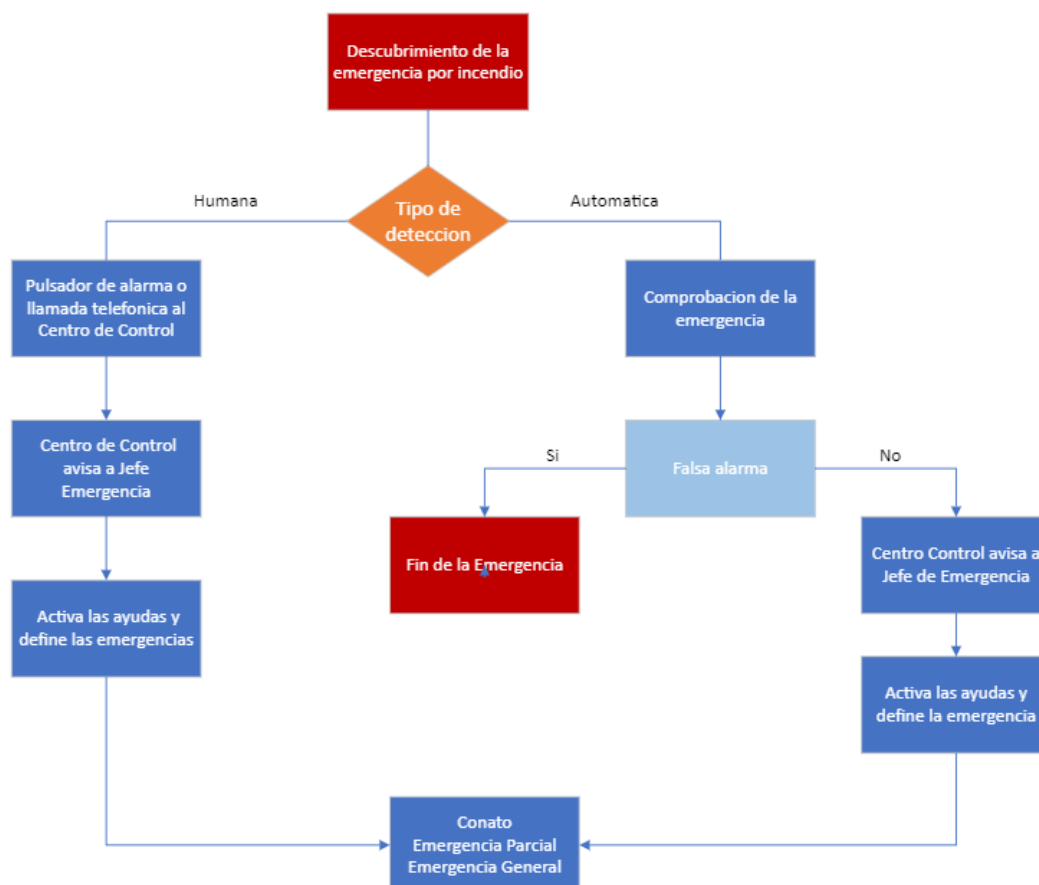 Descubrimiento de la
emergencia por incendio
Humana
Automatica
Tipo de
deteccion
Pulsador de alarma o
llamada telefonica al
Centro de Control
Comprobacion de la
emergencia
Centro de Control
avisa a Jefe
Emergencia
Si
Falsa alarma
No
Fin de la Emergencia
Centro Control avisa a
Jefe de Emergencia
Activa las ayudas y
define las emergencias
Activa las ayudas y
define la emergencia
Conato
Emergencia Parcial
Emergencia General